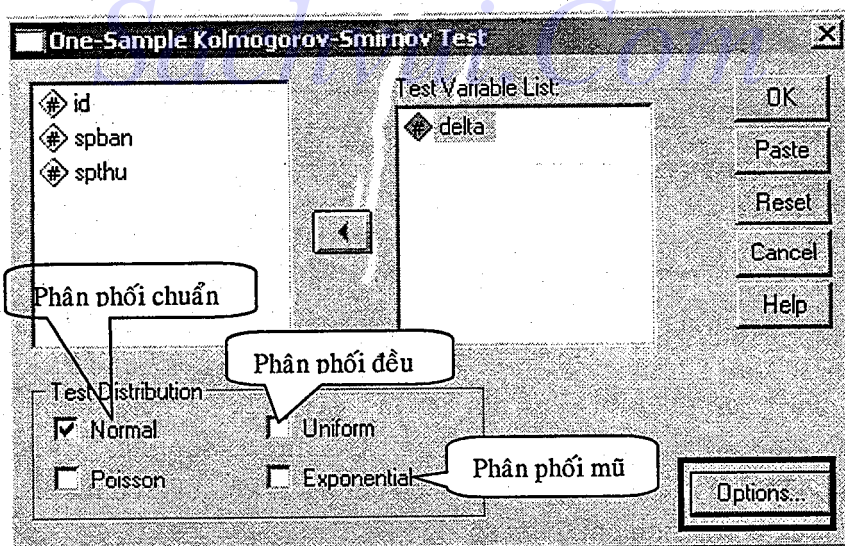 One-Sample Kolmogorov-Smirnov Test
id
spban
spthu
Test Variable List:
delta
OK
Paste
Reset
Cancel
Help
Phân phối chuẩn
Phân phối đều
Test Distribution
Normal
Uniform
Poisson
Exponential
Phân phối mũ
Options...